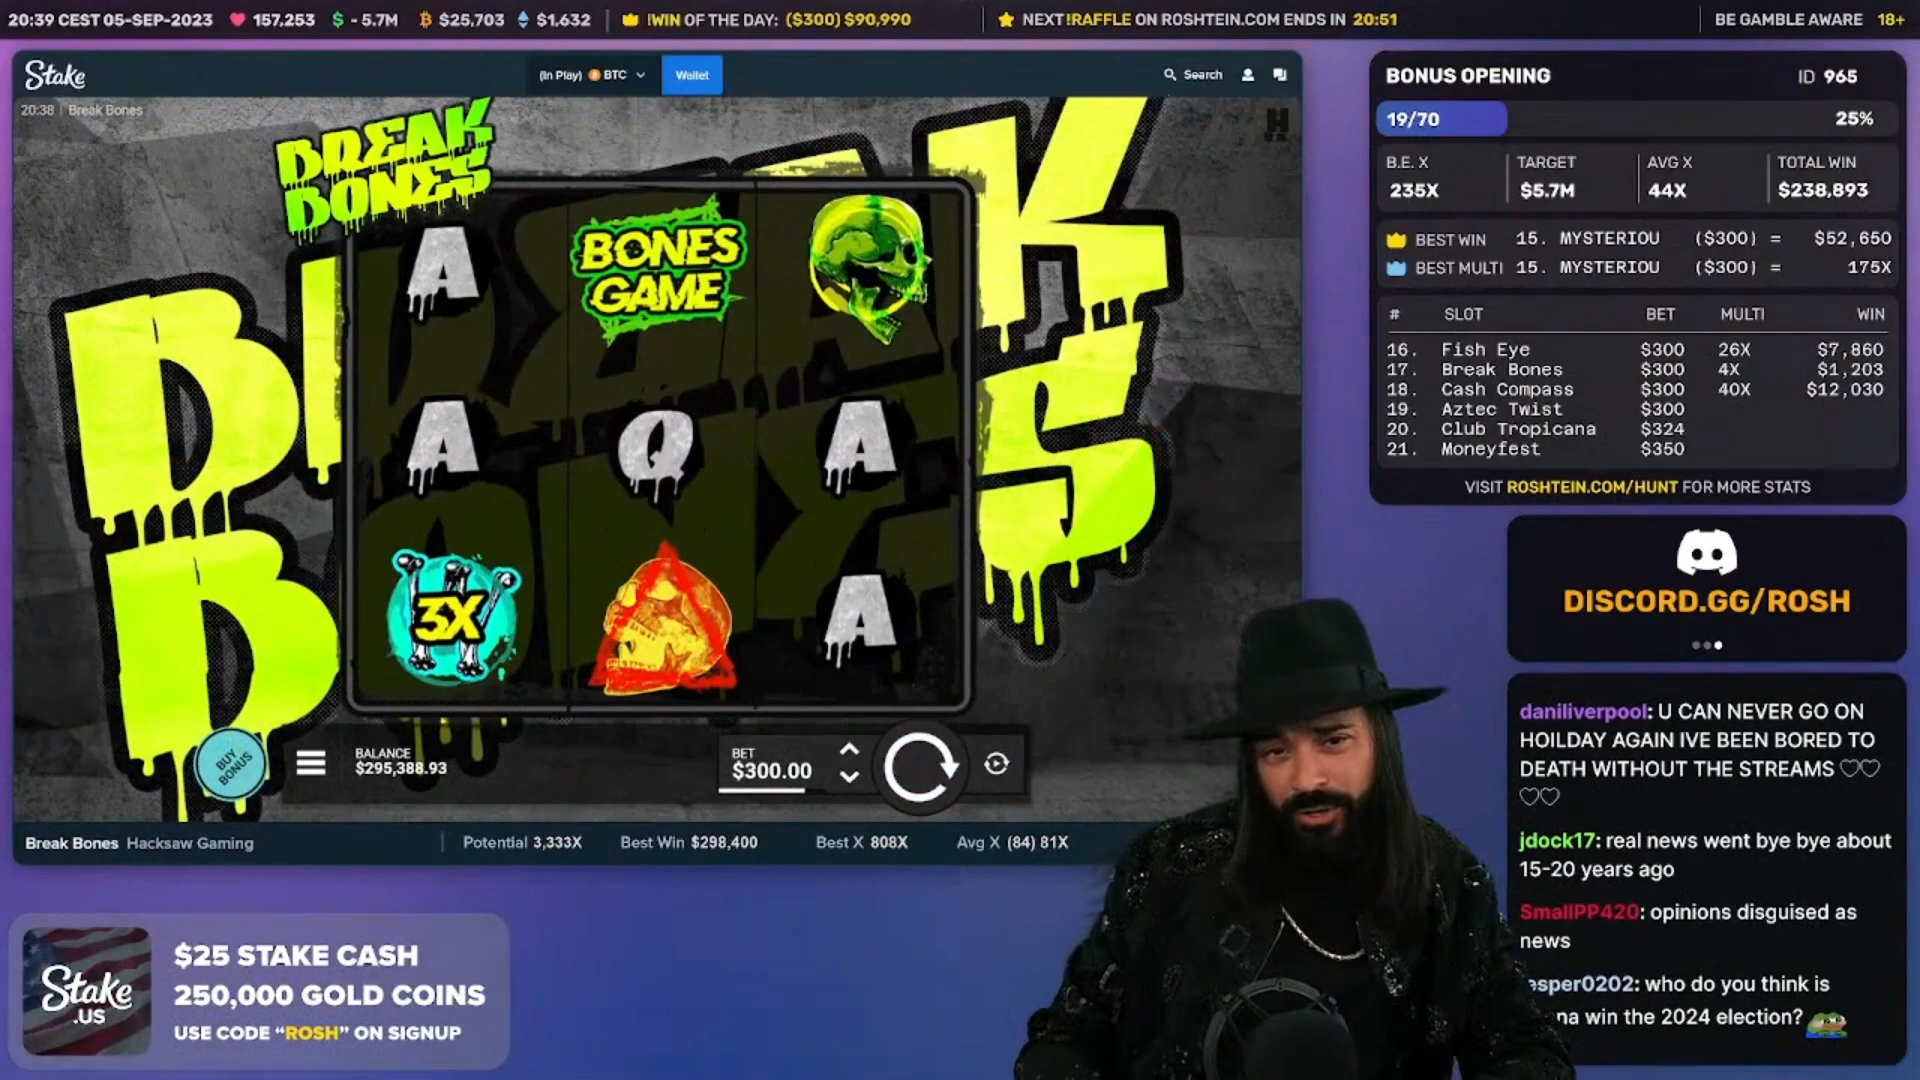 20:39 CEST 05-SEP-2023 157,253 $ - 5.7M $25,703 $1,632 !WIN OF THE DAY: ($300) $90,990 NEXT !RAFFLE ON ROSHTEIN.COM ENDS IN 20:51 BE GAMBLE AWARE 18+
Stake (In Play) BTC Wallet Search
20:38 | Break Bones
BREAK
BONES
A BONES
GAME
A Q A
3X A
BUY
BONUS
BALANCE
$295,388.93
BET
$300.00
Break Bones Hacksaw Gaming Potential 3,333X Best Win $298,400 Best X 808X Avg X (84) 81X
Stake
.US
$25 STAKE CASH
250,000 GOLD COINS
USE CODE “ROSH” ON SIGNUP
BONUS OPENING ID 965
19/70 25%
B.E. X TARGET AVG X TOTAL WIN
235X $5.7M 44X $238,893
BEST WIN 15. MYSTERIOU ($300) = $52,650
BEST MULTI 15. MYSTERIOU ($300) = 175X
# SLOT BET MULTI WIN
16. Fish Eye $300 26X $7,860
17. Break Bones $300 4X $1,203
18. Cash Compass $300 40X $12,030
19. Aztec Twist $300
20. Club Tropicana $324
21. Moneyfest $350
VISIT ROSHTEIN.COM/HUNT FOR MORE STATS
DISCORD.GG/ROSH
daniliverpool: U CAN NEVER GO ON
HOILDAY AGAIN IVE BEEN BORED TO
DEATH WITHOUT THE STREAMS ♡♡
♡♡
jdock17: real news went bye bye about
15-20 years ago
SmallPP420: opinions disguised as
news
esper0202: who do you think is
na win the 2024 election?